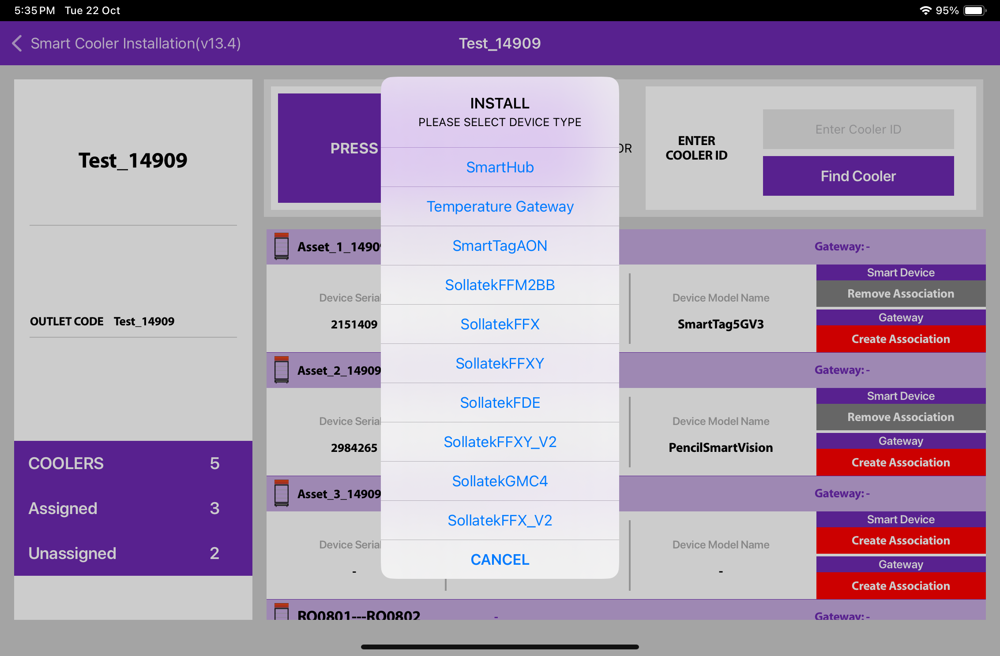 5:35 PM Tue 22 Oct
95%
Smart Cooler Installation(v13.4)
Test_14909
Test_14909
OUTLET CODE Test_14909
COOLERS 5
Assigned 3
Unassigned 2
PRESS
OR
ENTER
COOLER ID
Enter Cooler ID
Find Cooler
INSTALL
PLEASE SELECT DEVICE TYPE
SmartHub
Temperature Gateway
SmartTagAON
SollatekFFM2BB
SollatekFFX
SollatekFFXY
SollatekFDE
SollatekFFXY_V2
SollatekGMC4
SollatekFFX_V2
CANCEL
Asset_1_14909
Gateway: -
Device Serial
2151409
Device Model Name
SmartTag5GV3
Smart Device
Remove Association
Gateway
Create Association
Asset_2_14909
Gateway: -
Device Serial
2984265
Device Model Name
PencilSmartVision
Smart Device
Remove Association
Gateway
Create Association
Asset_3_14909
Gateway: -
Device Serial
-
Device Model Name
-
Smart Device
Create Association
Gateway
Create Association
RO0801---RO0802
-
Gateway: -